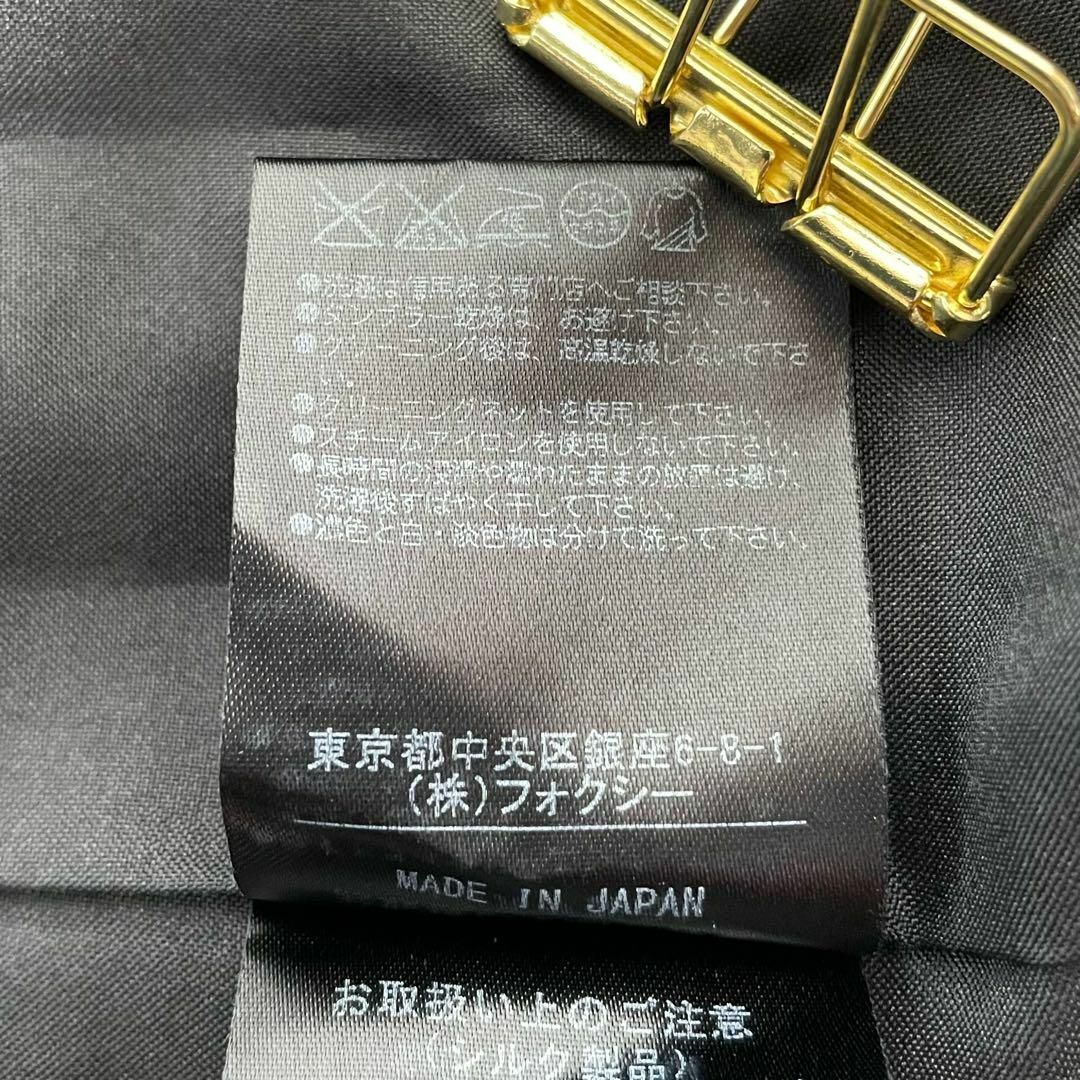 洗濯は信用ある専門店へご相談下さい。
タンブラー乾燥は、お避け下さい。
クリーニング後は、高温乾燥しないで下さ
い。
クリーニングネットを使用して下さい。
スチームアイロンを使用しないで下さい。
長時間の浸漬や濡れたままの放置は避け、
洗濯後すばやく干して下さい。
濃色と白・淡色物は分けて洗って下さい。
東京都中央区銀座6-8-1
(株)フォクシー
MADE IN JAPAN
お取扱い上のご注意
(シルク製品)